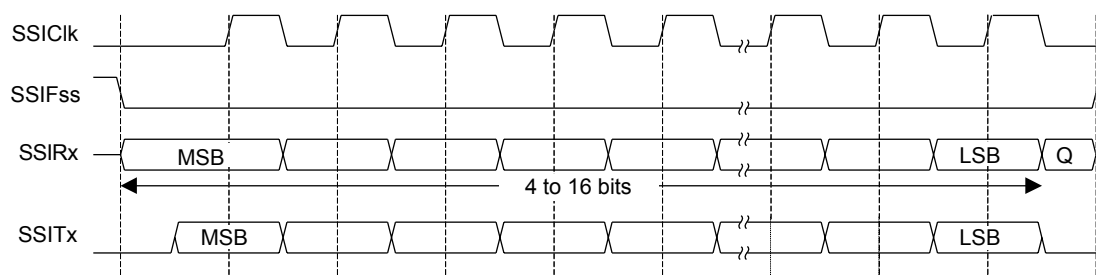 SSIClk
SSIFss
SSIRx MSB LSB Q
4 to 16 bits
SSITx MSB LSB